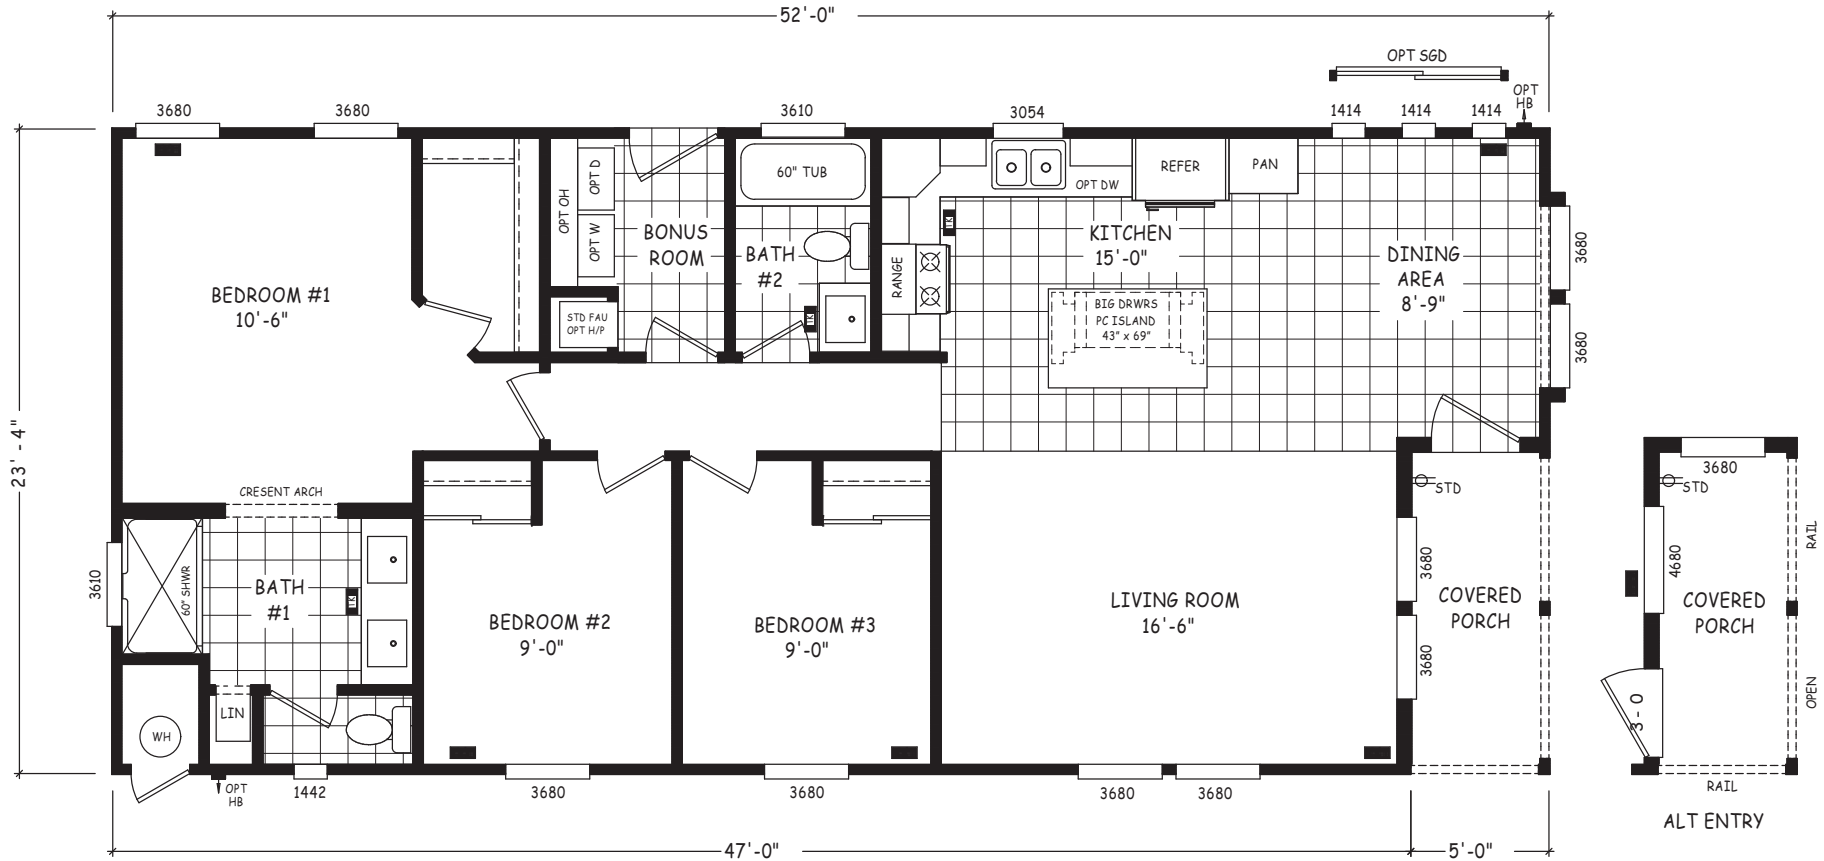 52'-0"
OPT SGD
3680
3680
3610
3054
1414
1414
1414
OPT
HB
OPT OH
OPT D
OPT W
60" TUB
OPT DW
REFER
PAN
BONUS
ROOM
BATH
#2
TK
KITCHEN
15'-0"
DINING
AREA
8'-9"
3680
3680
RANGE
BEDROOM #1
10'-6"
STD FAU
OPT H/P
TK
BIG DRWRS
PC ISLAND
43" x 69"
23'-4"
CRESENT ARCH
STD
3680
STD
3610
60" SHWR
BATH
#1
TK
BEDROOM #2
9'-0"
BEDROOM #3
9'-0"
LIVING ROOM
16'-6"
3680
3680
COVERED
PORCH
4680
COVERED
PORCH
RAIL
OPEN
3-0
LIN
WH
OPT
HB
1442
3680
3680
3680
3680
RAIL
ALT ENTRY
47'-0"
5'-0"